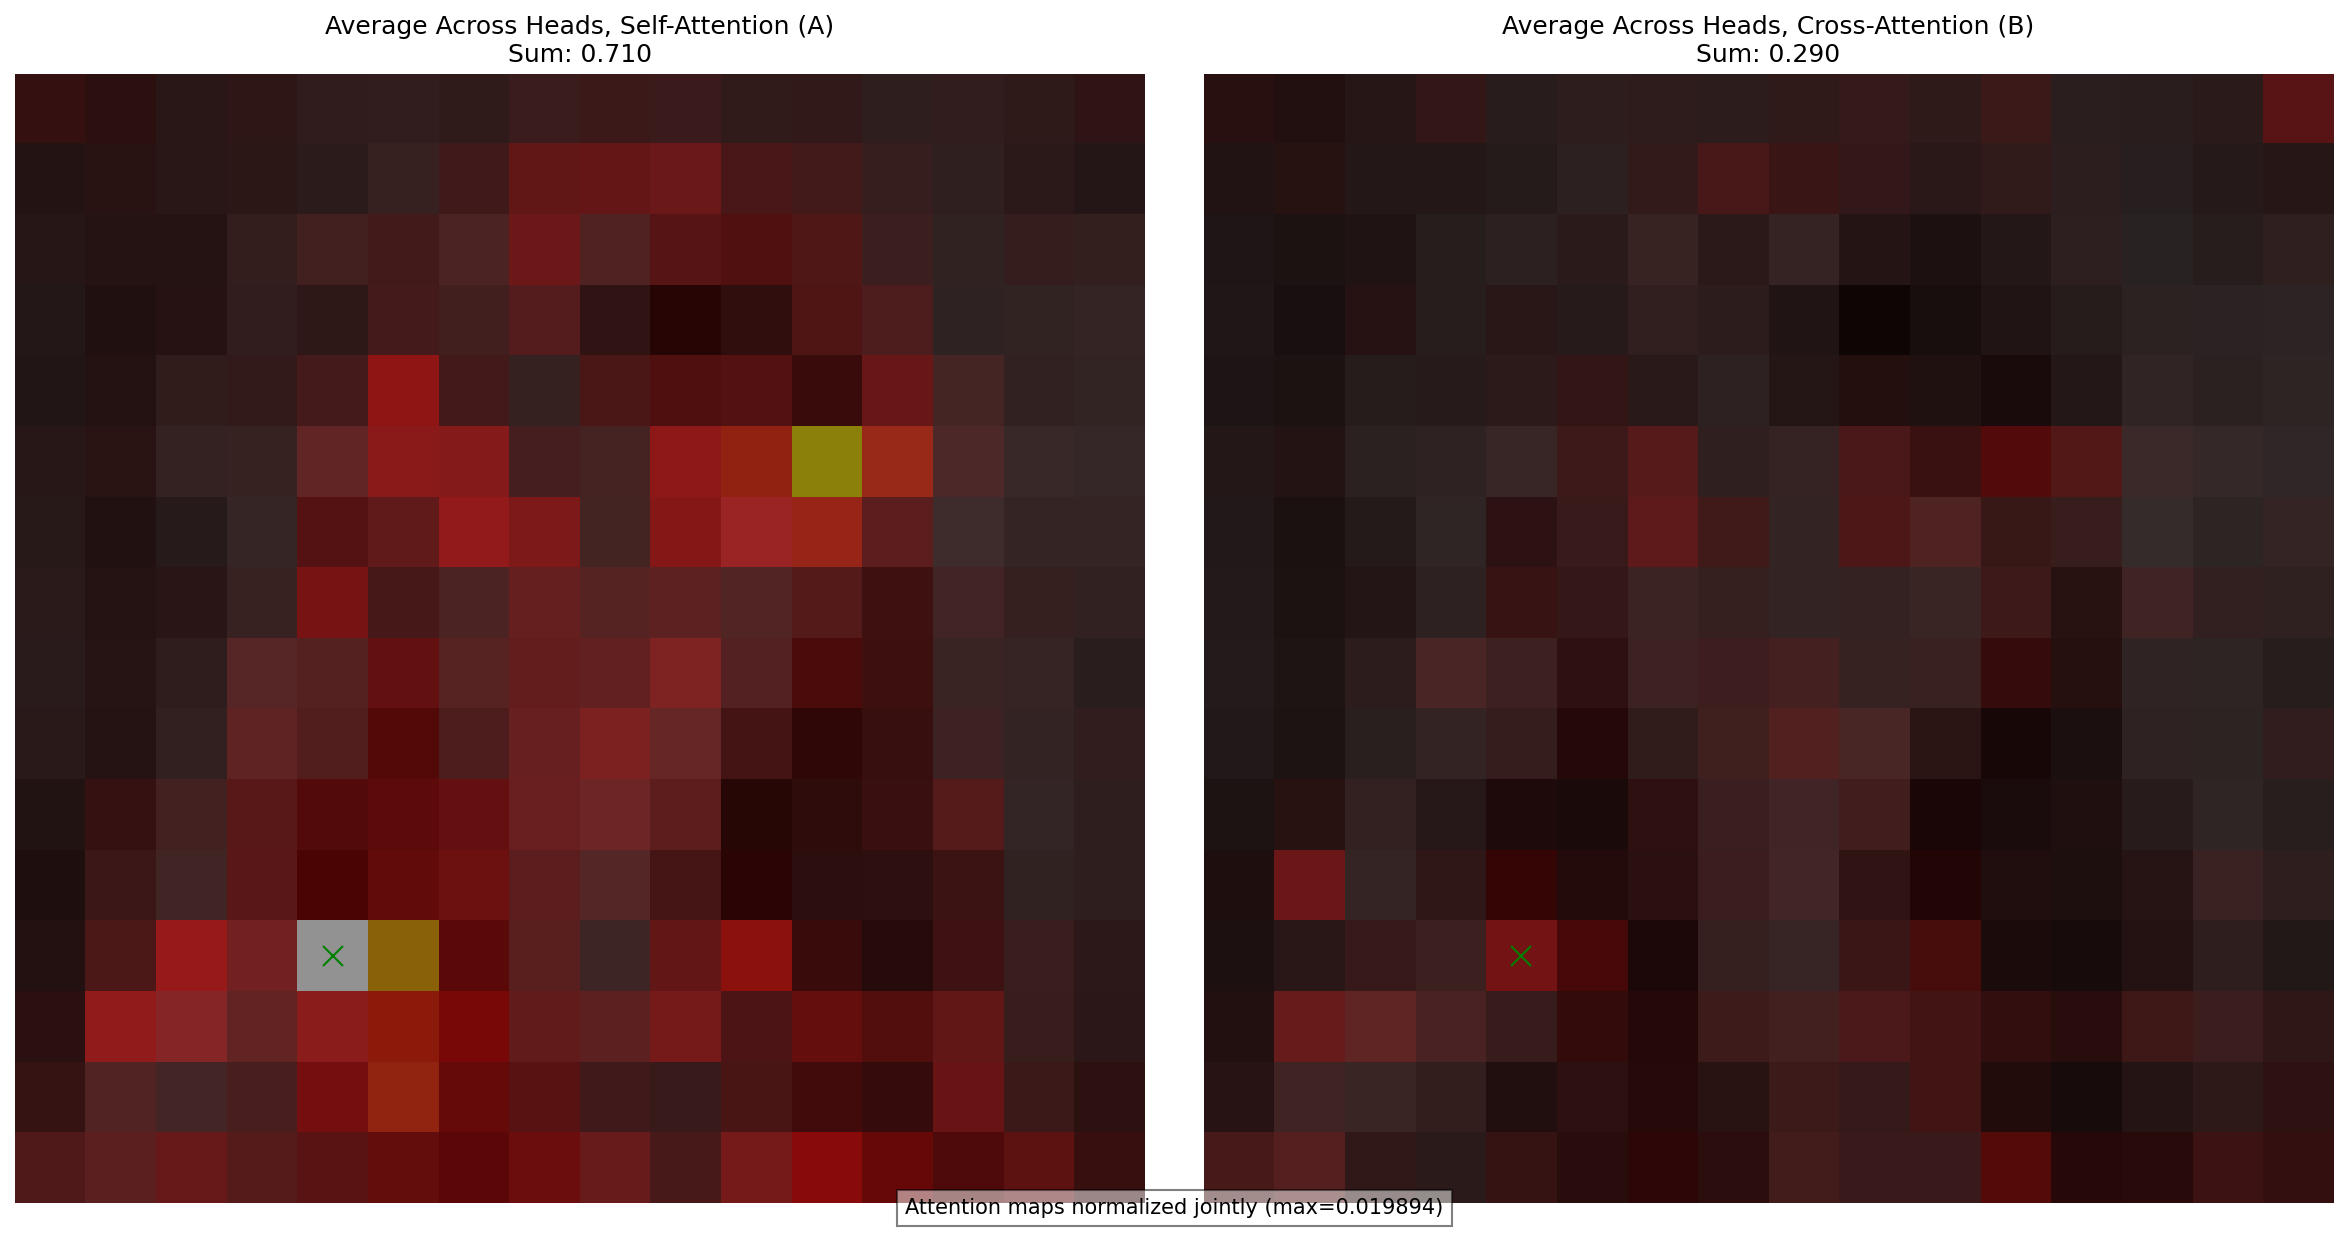 Average Across Heads, Self-Attention (A)
Sum: 0.710
Average Across Heads, Cross-Attention (B)
Sum: 0.290
Attention maps normalized jointly (max=0.019894)